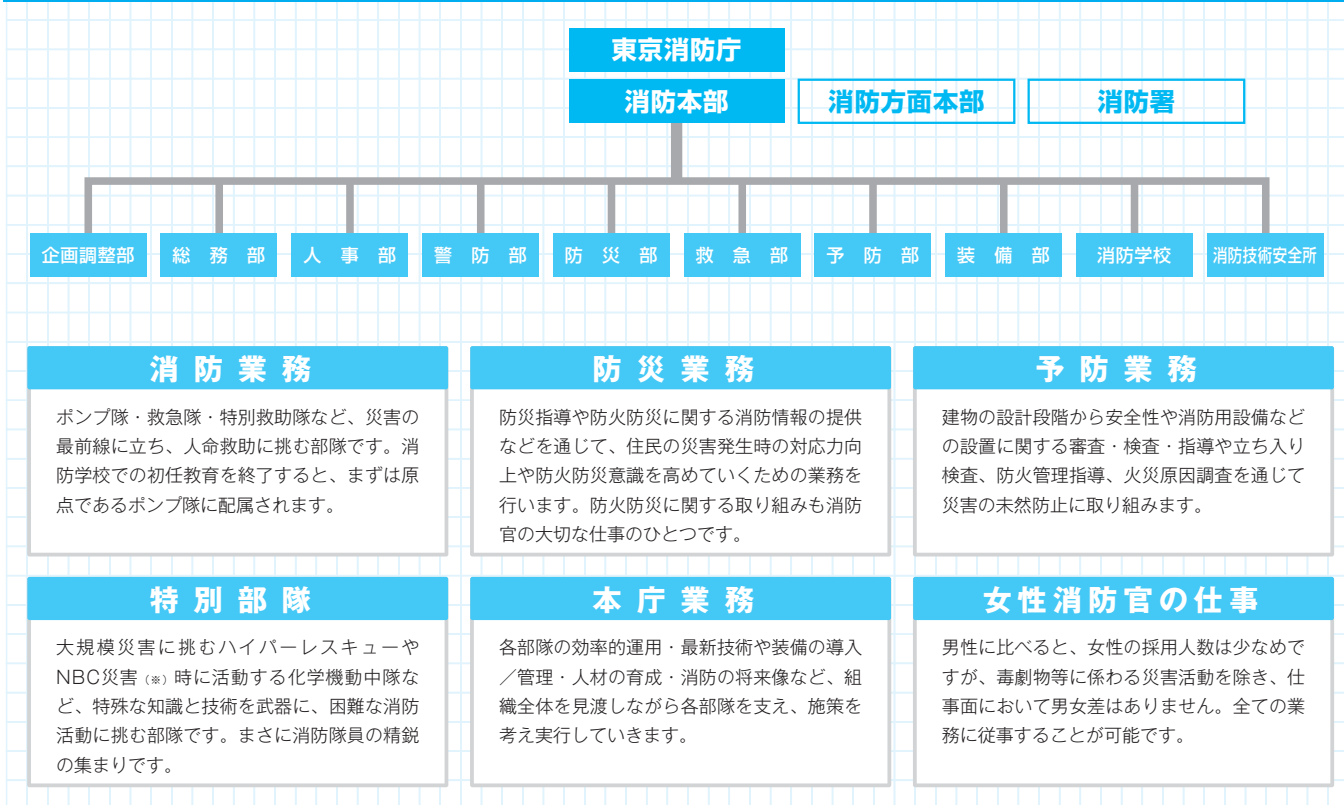 東京消防庁
消防本部
消防方面本部
消防署
企画調整部
総務部
人事部
警防部
防災部
救急部
予防部
装備部
消防学校
消防技術安全所
消防業務
ポンプ隊・救急隊・特別救助隊など、災害の
最前線に立ち、人命救助に挑む部隊です。消
防学校での初任教育を終了すると、まずは原
点であるポンプ隊に配属されます。
防災業務
防災指導や防火防災に関する消防情報の提供
などを通じて、住民の災害発生時の対応力向
上や防火防災意識を高めていくための業務を
行います。防火防災に関する取り組みも消防
官の大切な仕事のひとつです。
予防業務
建物の設計段階から安全性や消防用設備など
の設置に関する審査・検査・指導や立ち入り
検査、防火管理指導、火災原因調査を通じて
災害の未然防止に取り組みます。
特別部隊
大規模災害に挑むハイパーレスキューや
NBC災害(※)時に活動する化学機動中隊な
ど、特殊な知識と技術を武器に、困難な消防
活動に挑む部隊です。まさに消防隊員の精鋭
の集まりです。
本庁業務
各部隊の効率的運用・最新技術や装備の導入
／管理・人材の育成・消防の将来像など、組
織全体を見渡しながら各部隊を支え、施策を
考え実行していきます。
女性消防官の仕事
男性に比べると、女性の採用人数は少なめで
すが、毒劇物等に係わる災害活動を除き、仕
事面において男女差はありません。全ての業
務に従事することが可能です。